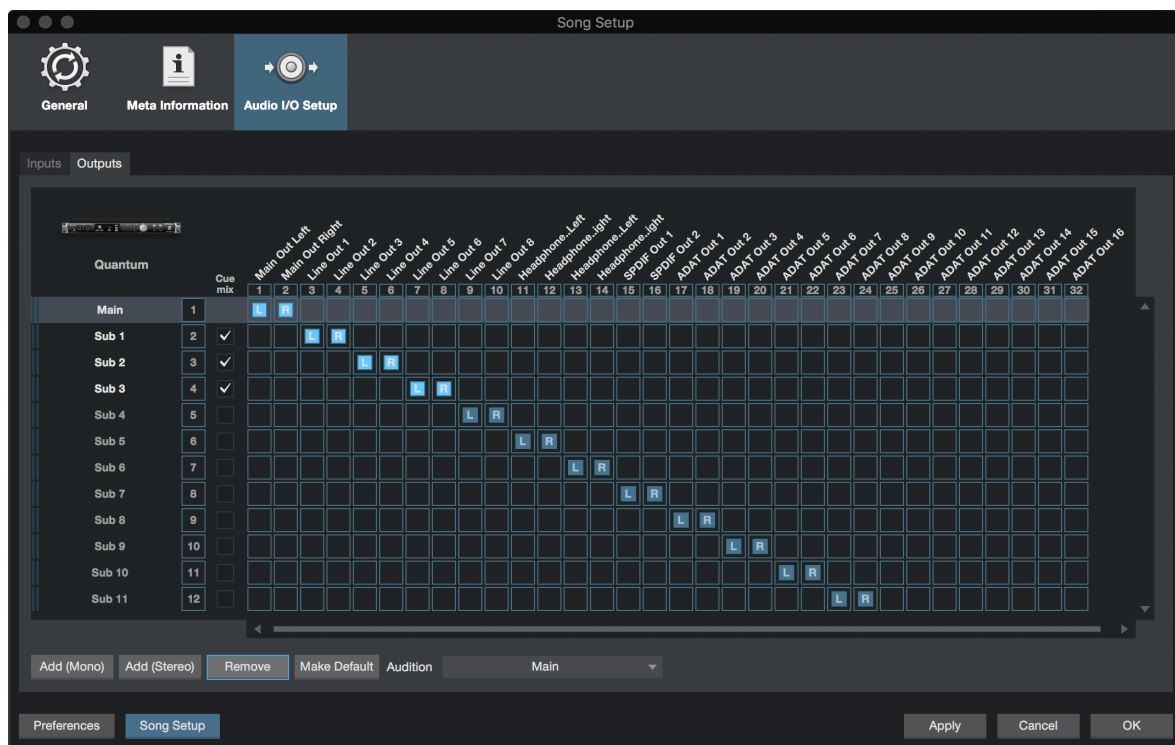 Song Setup
General
Meta Information
Audio I/O Setup
Inputs
Outputs
Quantum
Cue
mix
Main Out Left
Main Out Right
Line Out 1
Line Out 2
Line Out 3
Line Out 4
Line Out 5
Line Out 6
Line Out 7
Line Out 8
Headphone..Left
Headphone..ight
Headphone..Left
Headphone..ight
SPDIF Out 1
SPDIF Out 2
ADAT Out 1
ADAT Out 2
ADAT Out 3
ADAT Out 4
ADAT Out 5
ADAT Out 6
ADAT Out 7
ADAT Out 8
ADAT Out 9
ADAT Out 10
ADAT Out 11
ADAT Out 12
ADAT Out 13
ADAT Out 14
ADAT Out 15
ADAT Out 16
1 2 3 4 5 6 7 8 9 10 11 12 13 14 15 16 17 18 19 20 21 22 23 24 25 26 27 28 29 30 31 32
Main 1 L R
Sub 1 2 L R
Sub 2 3 L R
Sub 3 4 L R
Sub 4 5 L R
Sub 5 6 L R
Sub 6 7 L R
Sub 7 8 L R
Sub 8 9 L R
Sub 9 10 L R
Sub 10 11 L R
Sub 11 12 L R
Add (Mono) Add (Stereo) Remove Make Default Audition Main
Preferences Song Setup Apply Cancel OK